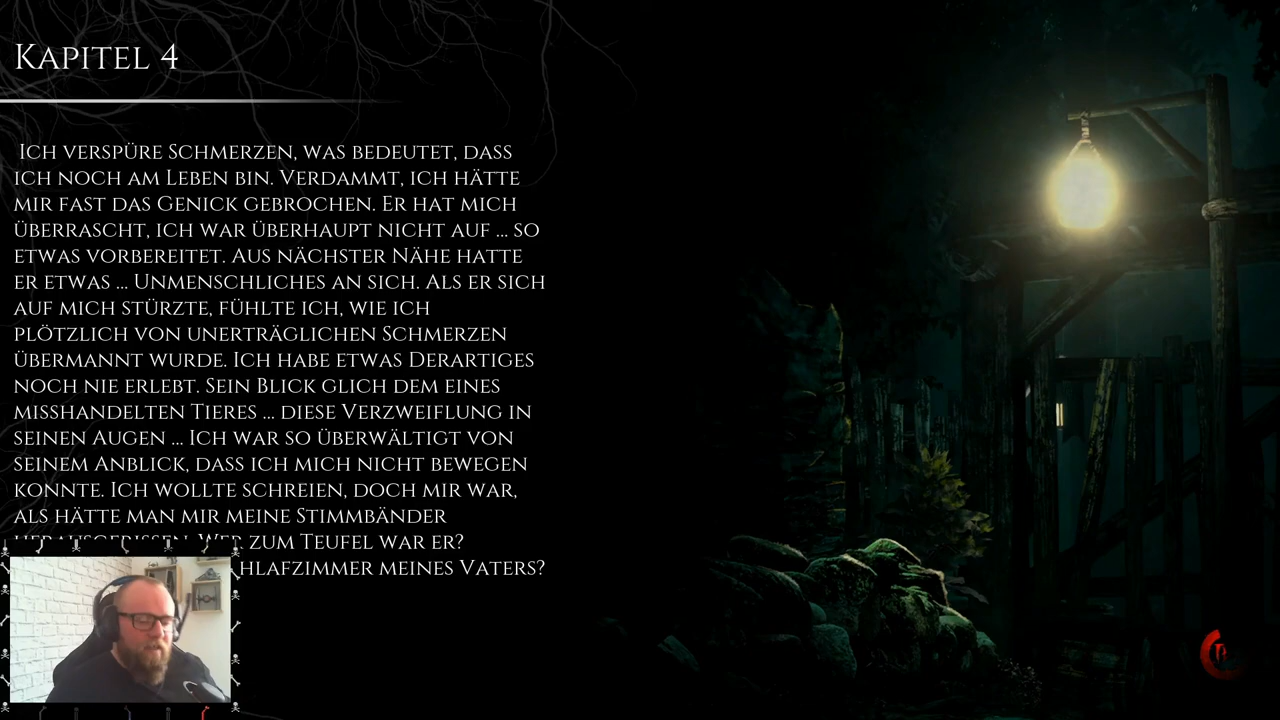 Kapitel 4
Ich verspüre Schmerzen, was bedeutet, dass
ich noch am Leben bin. Verdammt, ich hätte
mir fast das Genick gebrochen. Er hat mich
überrascht, ich war überhaupt nicht auf ... so
etwas vorbereitet. Aus nächster Nähe hatte
er etwas ... Unmenschliches an sich. Als er sich
auf mich stürzte, fühlte ich, wie ich
plötzlich von unerträglichen Schmerzen
übermannt wurde. Ich habe etwas Derartiges
noch nie erlebt. Sein Blick glich dem eines
misshandelten Tieres ... diese Verzweiflung in
seinen Augen ... Ich war so überwältigt von
seinem Anblick, dass ich mich nicht bewegen
konnte. Ich wollte schreien, doch mir war,
als hätte man mir meine Stimmbänder
herausgerissen. Wer zum Teufel war er?
hlafzimmer meines Vaters?